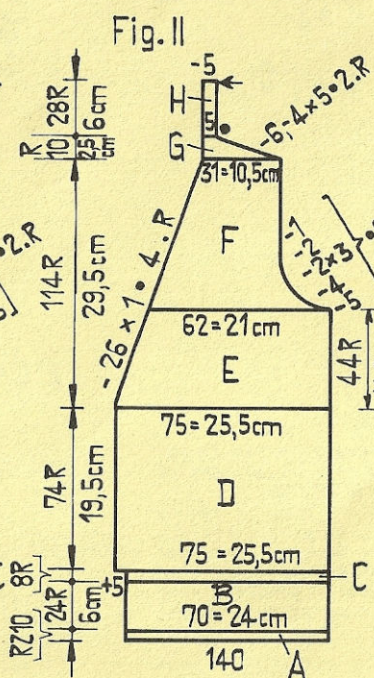 Fig. II
-5
28R
6cm
H
5
-6,-4×5•2.R
R
10
2,5
cm
G
31=10,5cm
•2.R
114R
29,5cm
-26×1•4.R
F
-1
-2
-2×3
-4
-5
62=21cm
E
44R
75=25,5cm
74R
19,5cm
D
75=25,5cm
8R
C
+5
B
24R
6cm
70=24cm
RZ10
140
A